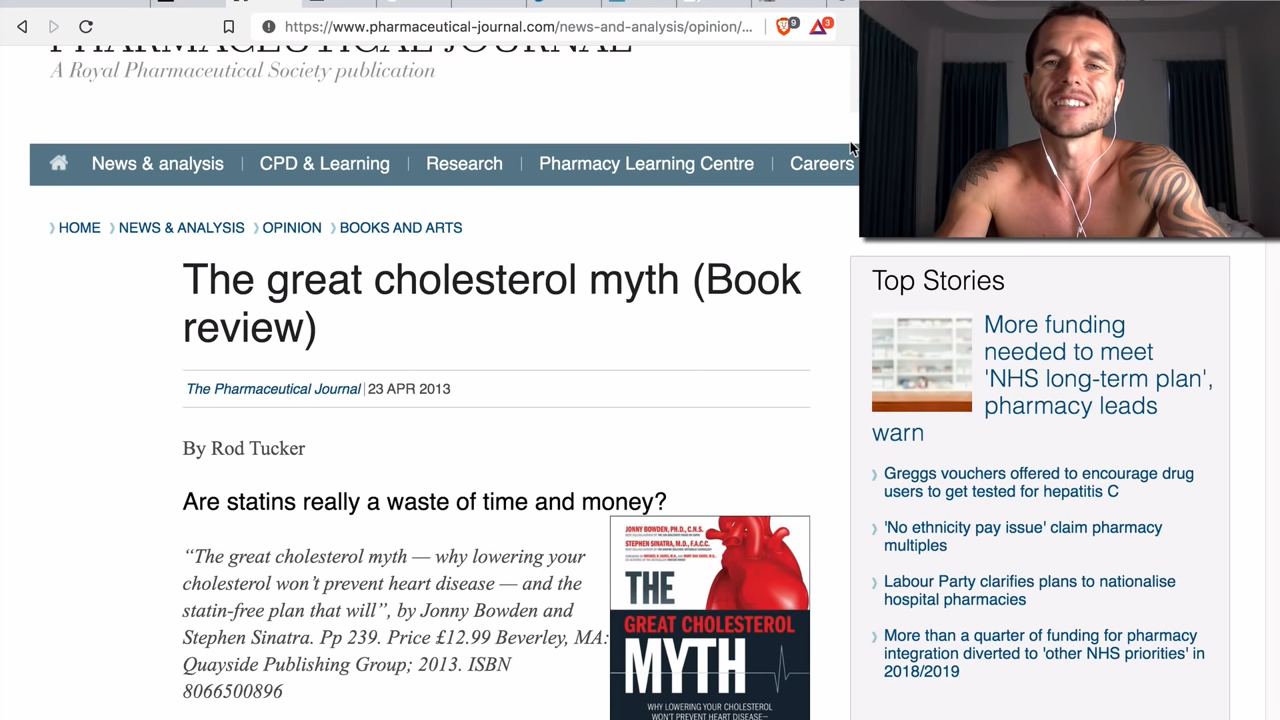 https://www.pharmaceutical-journal.com/news-and-analysis/opinion/...
9
3
PHARMACEUTICAL JOURNAL
A Royal Pharmaceutical Society publication
News & analysis
CPD & Learning
Research
Pharmacy Learning Centre
Careers
HOME
NEWS & ANALYSIS
OPINION
BOOKS AND ARTS
The great cholesterol myth (Book
review)
The Pharmaceutical Journal | 23 APR 2013
By Rod Tucker
Are statins really a waste of time and money?
“The great cholesterol myth — why lowering your
cholesterol won’t prevent heart disease — and the
statin-free plan that will”, by Jonny Bowden and
Stephen Sinatra. Pp 239. Price £12.99 Beverley, MA:
Quayside Publishing Group; 2013. ISBN
8066500896
JONNY BOWDEN, PH.D., C.N.S.
STEPHEN SINATRA, M.D., F.A.C.C.
THE
GREAT CHOLESTEROL
MYTH
WHY LOWERING YOUR CHOLESTEROL
WON'T PREVENT HEART DISEASE—
Top Stories
More funding
needed to meet
'NHS long-term plan',
pharmacy leads
warn
Greggs vouchers offered to encourage drug
users to get tested for hepatitis C
'No ethnicity pay issue' claim pharmacy
multiples
Labour Party clarifies plans to nationalise
hospital pharmacies
More than a quarter of funding for pharmacy
integration diverted to 'other NHS priorities' in
2018/2019